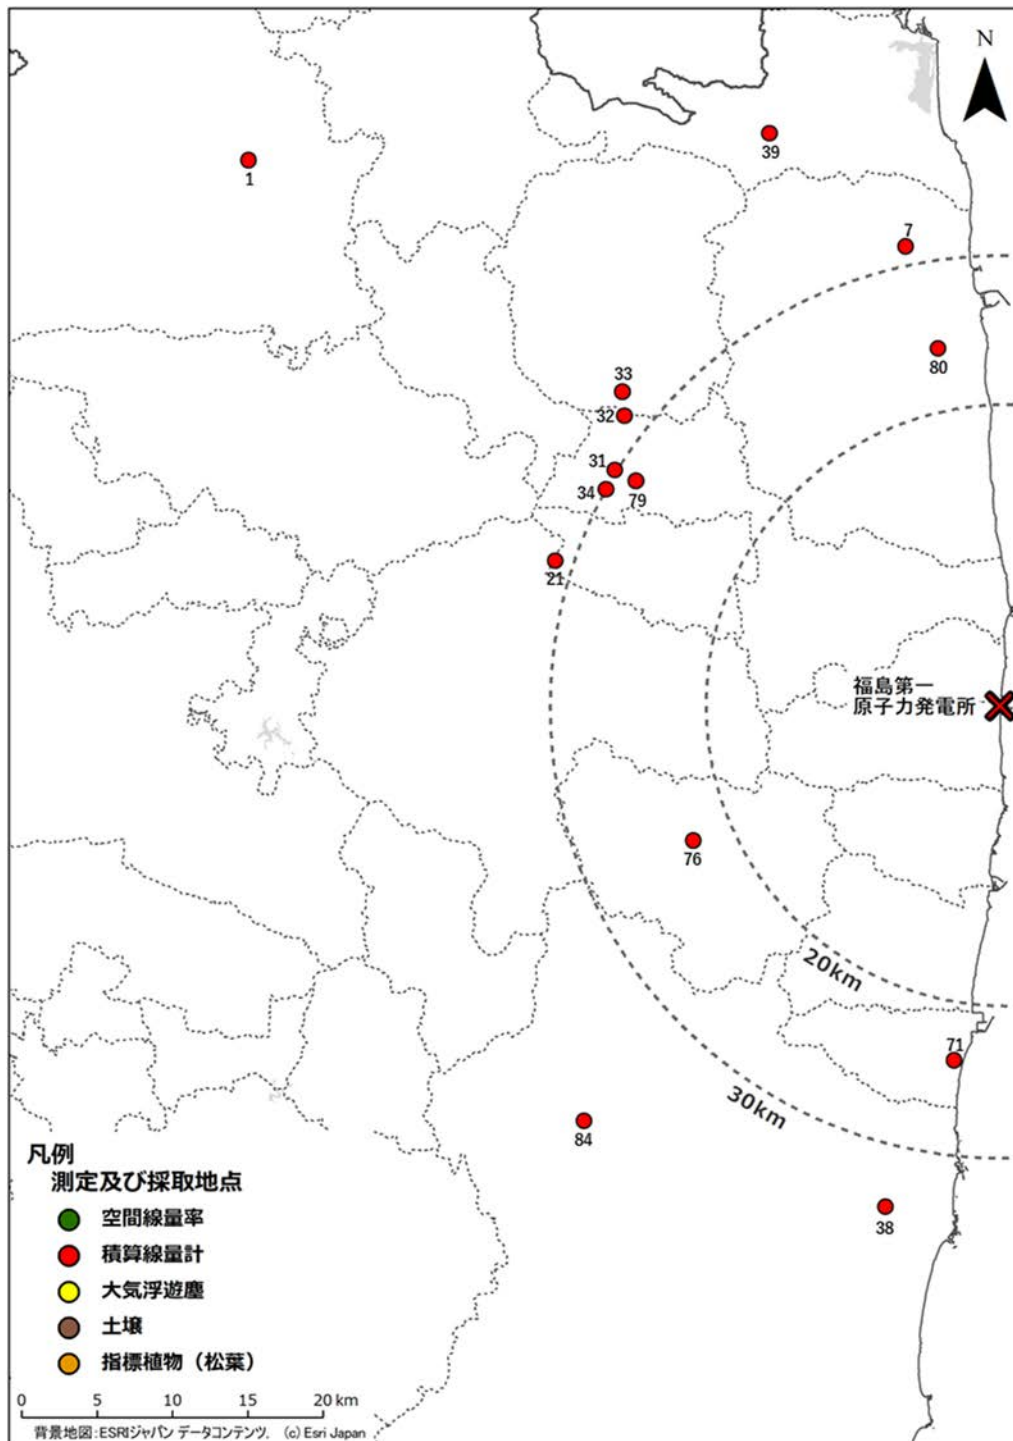 N
39
1
7
80
33
32
31
34
79
21
福島第一
原子力発電所
76
20km
71
30km
84
38
凡例
測定及び採取地点
空間線量率
積算線量計
大気浮遊塵
土壌
指標植物（松葉）
0 5 10 15 20 km
背景地図：ESRIジャパン データコンテンツ, (c) Esri Japan